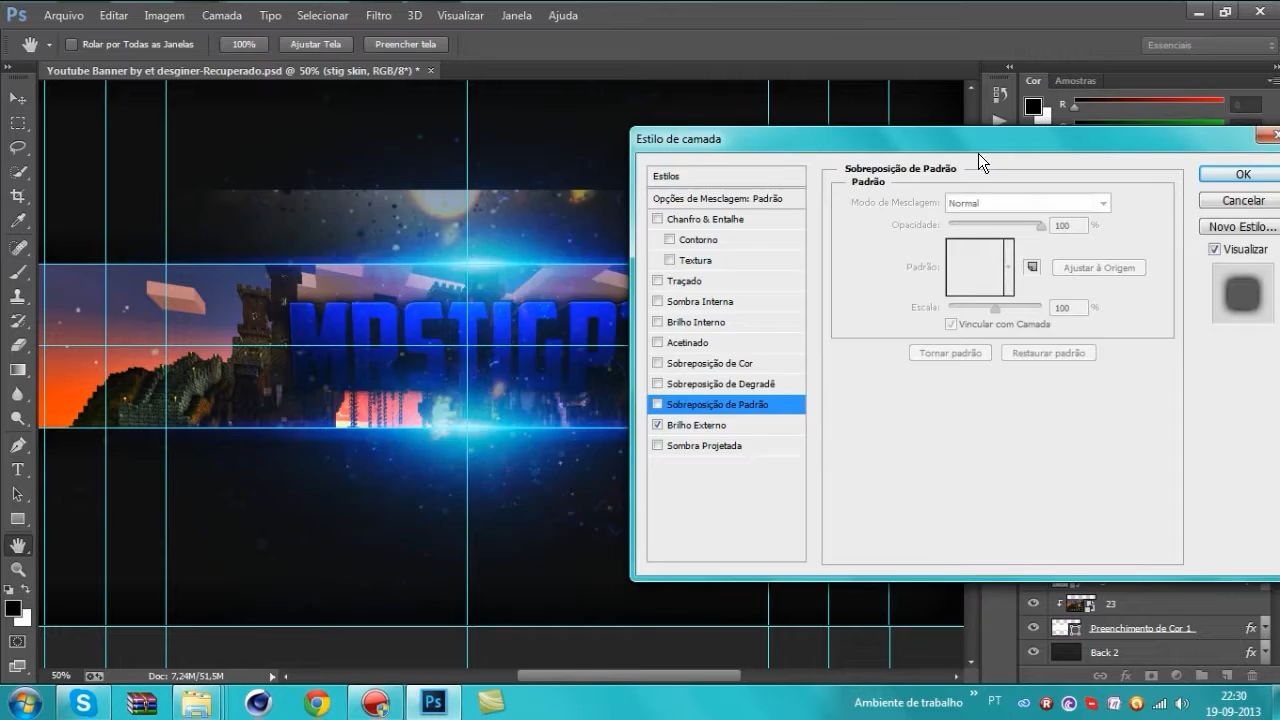 Ps Arquivo Editar Imagem Camada Tipo Selecionar Filtro 3D Visualizar Janela Ajuda
Rolar por Todas as Janelas 100% Ajustar Tela Preencher tela Essenciais
Youtube Banner by et desginer-Recuperado.psd @ 50% (stig skin, RGB/8*) *
Cor Amostras
R 0
G
Estilo de camada
Estilos
Opções de Mesclagem: Padrão
Chanfro & Entalhe
Contorno
Textura
Traçado
Sombra Interna
Brilho Interno
Acetinado
Sobreposição de Cor
Sobreposição de Degradê
Sobreposição de Padrão
Brilho Externo
Sombra Projetada
Sobreposição de Padrão
Padrão
Modo de Mesclagem: Normal
Opacidade: 100 %
Padrão: Ajustar à Origem
Escala: 100 %
Vincular com Camada
Tornar padrão Restaurar padrão
OK
Cancelar
Novo Estilo...
Visualizar
23
Preenchimento de Cor 1 fx
Back 2
50% Doc: 7,24M/51,5M
fx
Ps
Ambiente de trabalho » PT
22:30
19-09-2013